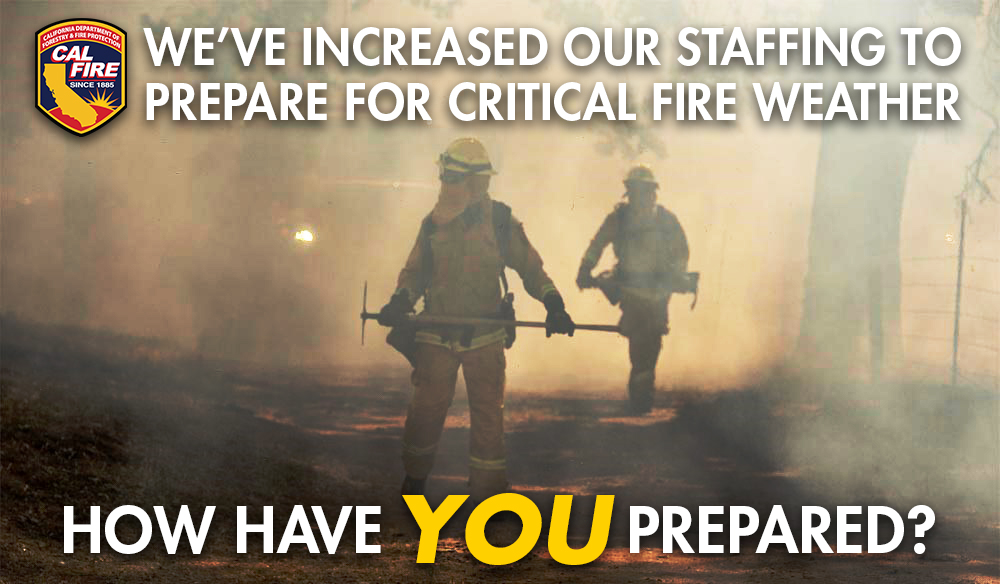 CALIFORNIA DEPARTMENT OF
FORESTRY & FIRE PROTECTION
CAL
FIRE
SINCE 1885
WE'VE INCREASED OUR STAFFING TO
PREPARE FOR CRITICAL FIRE WEATHER
HOW HAVE YOU PREPARED?